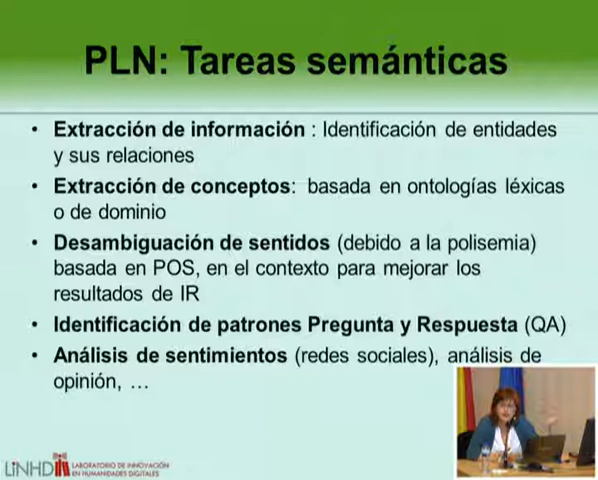 PLN: Tareas semánticas
• Extracción de información : Identificación de entidades
y sus relaciones
• Extracción de conceptos: basada en ontologías léxicas
o de dominio
• Desambiguación de sentidos (debido a la polisemia)
basada en POS, en el contexto para mejorar los
resultados de IR
• Identificación de patrones Pregunta y Respuesta (QA)
• Análisis de sentimientos (redes sociales), análisis de
opinión, …
LINHD
LABORATORIO DE INNOVACIÓN
EN HUMANIDADES DIGITALES